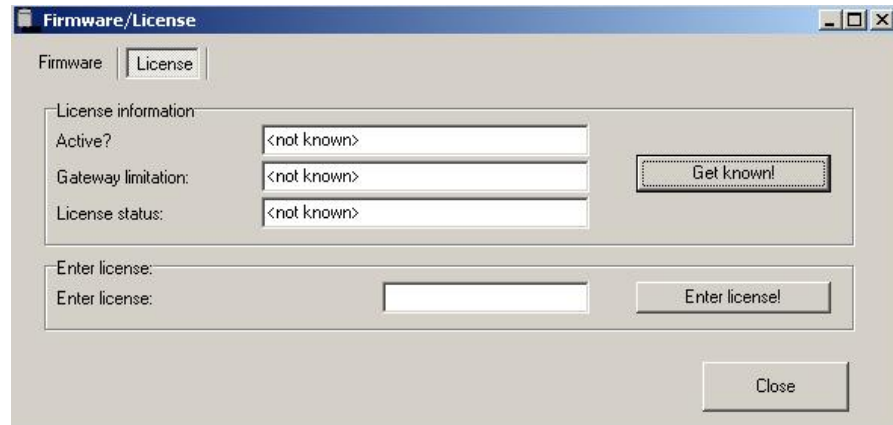 Firmware/License
Firmware License
License information
Active? <not known>
Gateway limitation: <not known> Get known!
License status: <not known>
Enter license:
Enter license: Enter license!
Close